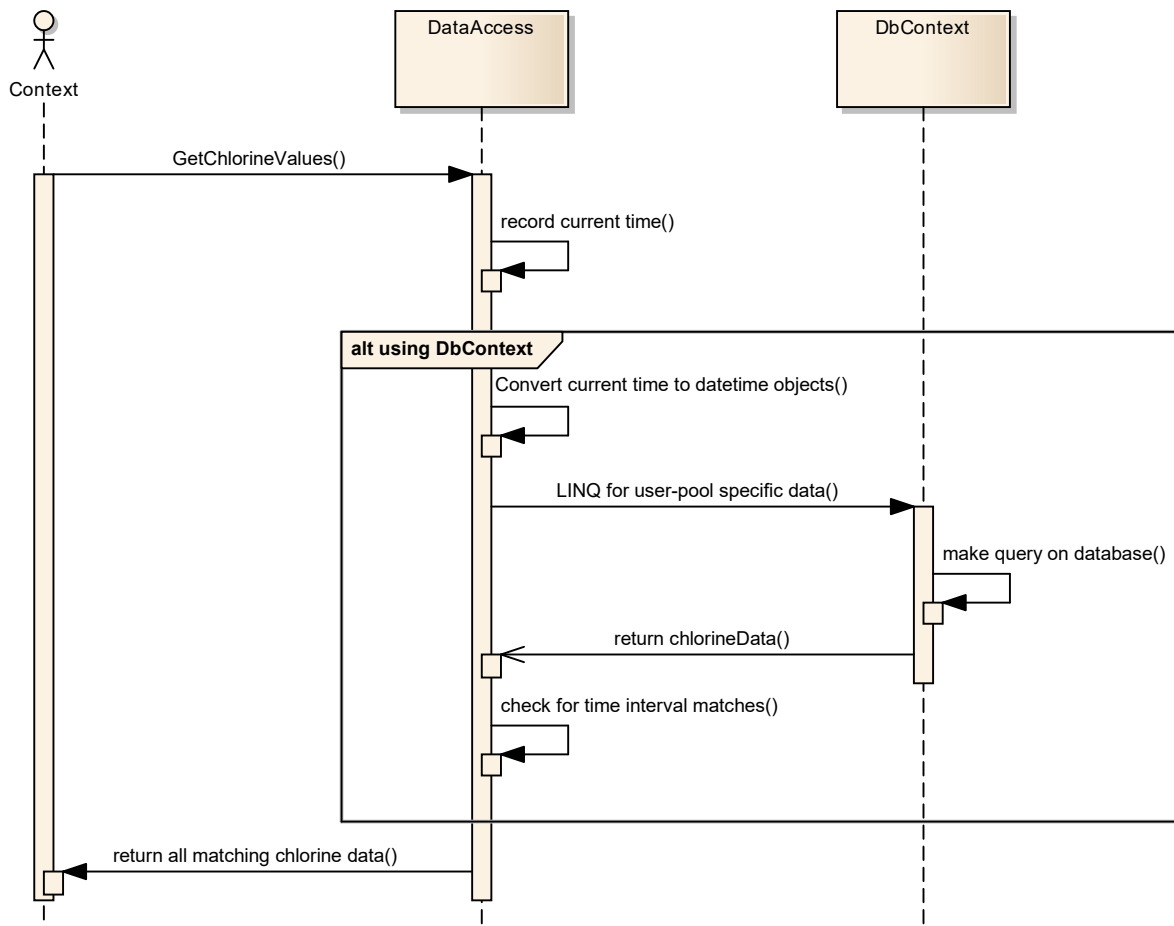 Context
DataAccess
DbContext
GetChlorineValues()
record current time()
alt using DbContext
Convert current time to datetime objects()
LINQ for user-pool specific data()
make query on database()
return chlorineData()
check for time interval matches()
return all matching chlorine data()